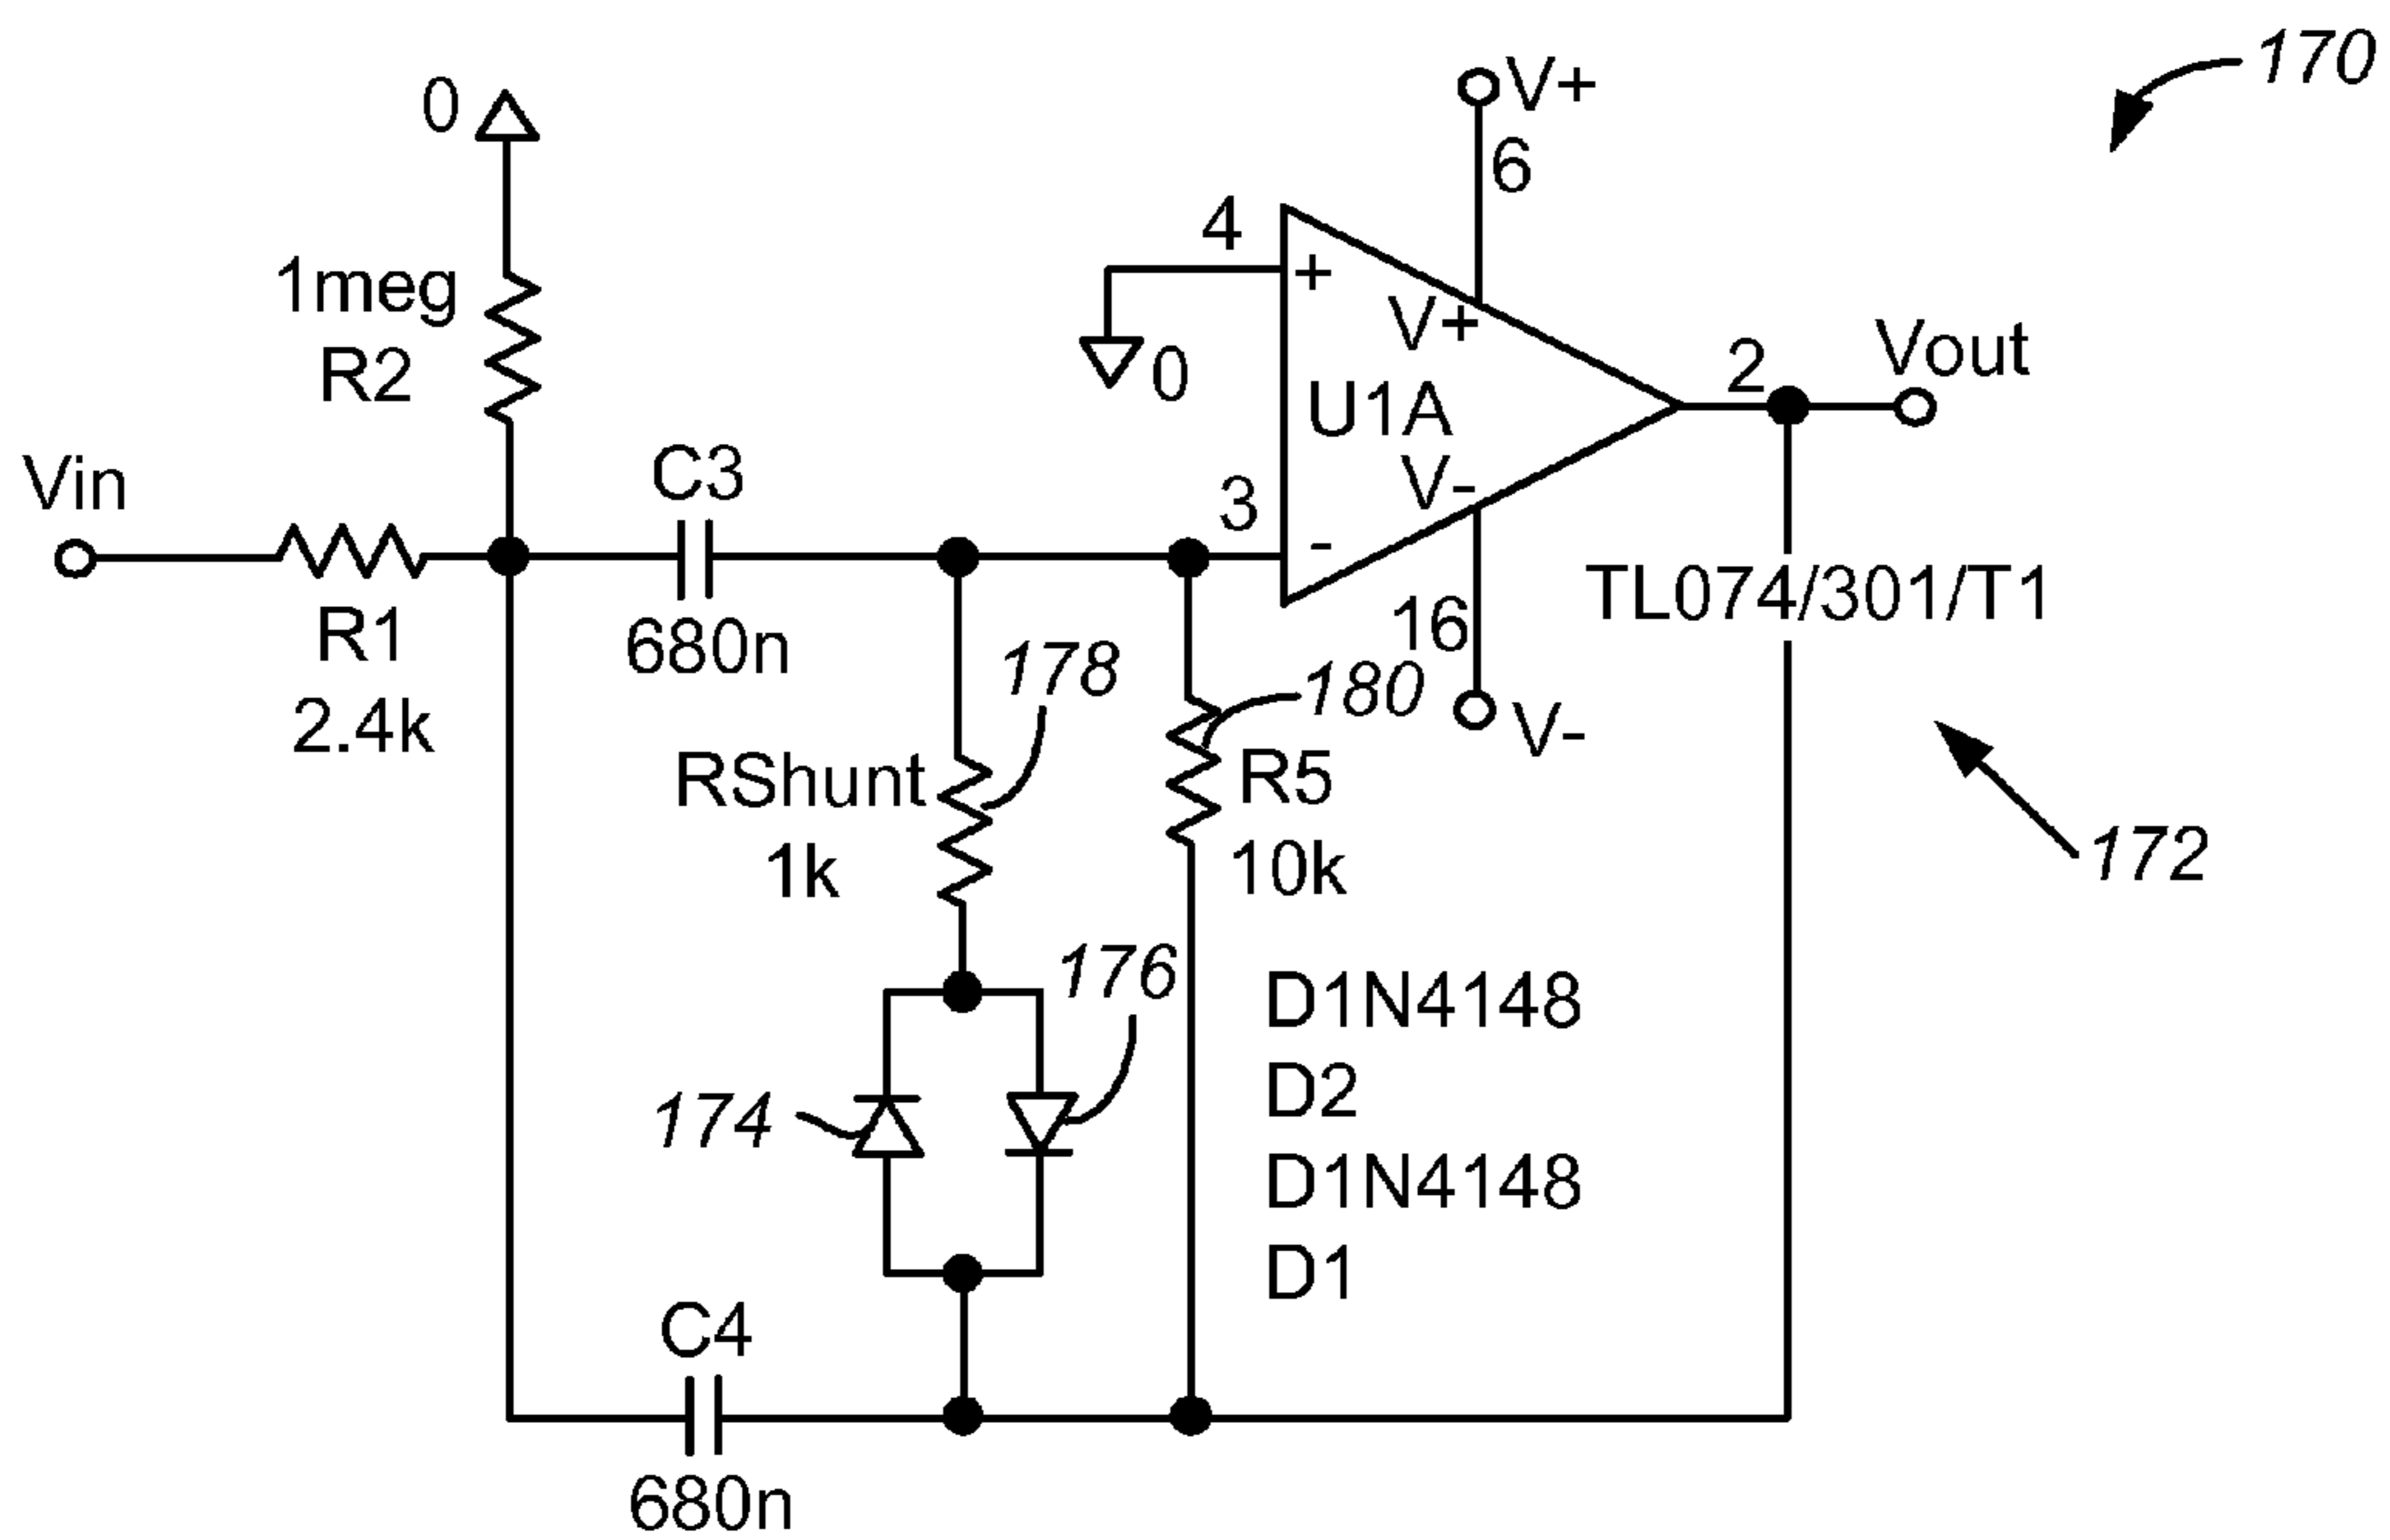 170
V+
6
0
4
+
V+
1meg
R2
0
U1A
V-
2
Vout
Vin
C3
3
-
R1
2.4k
680n
16
TL074/301/T1
178
180
V-
RShunt
1k
R5
10k
172
176
174
D1N4148
D2
D1N4148
D1
C4
680n